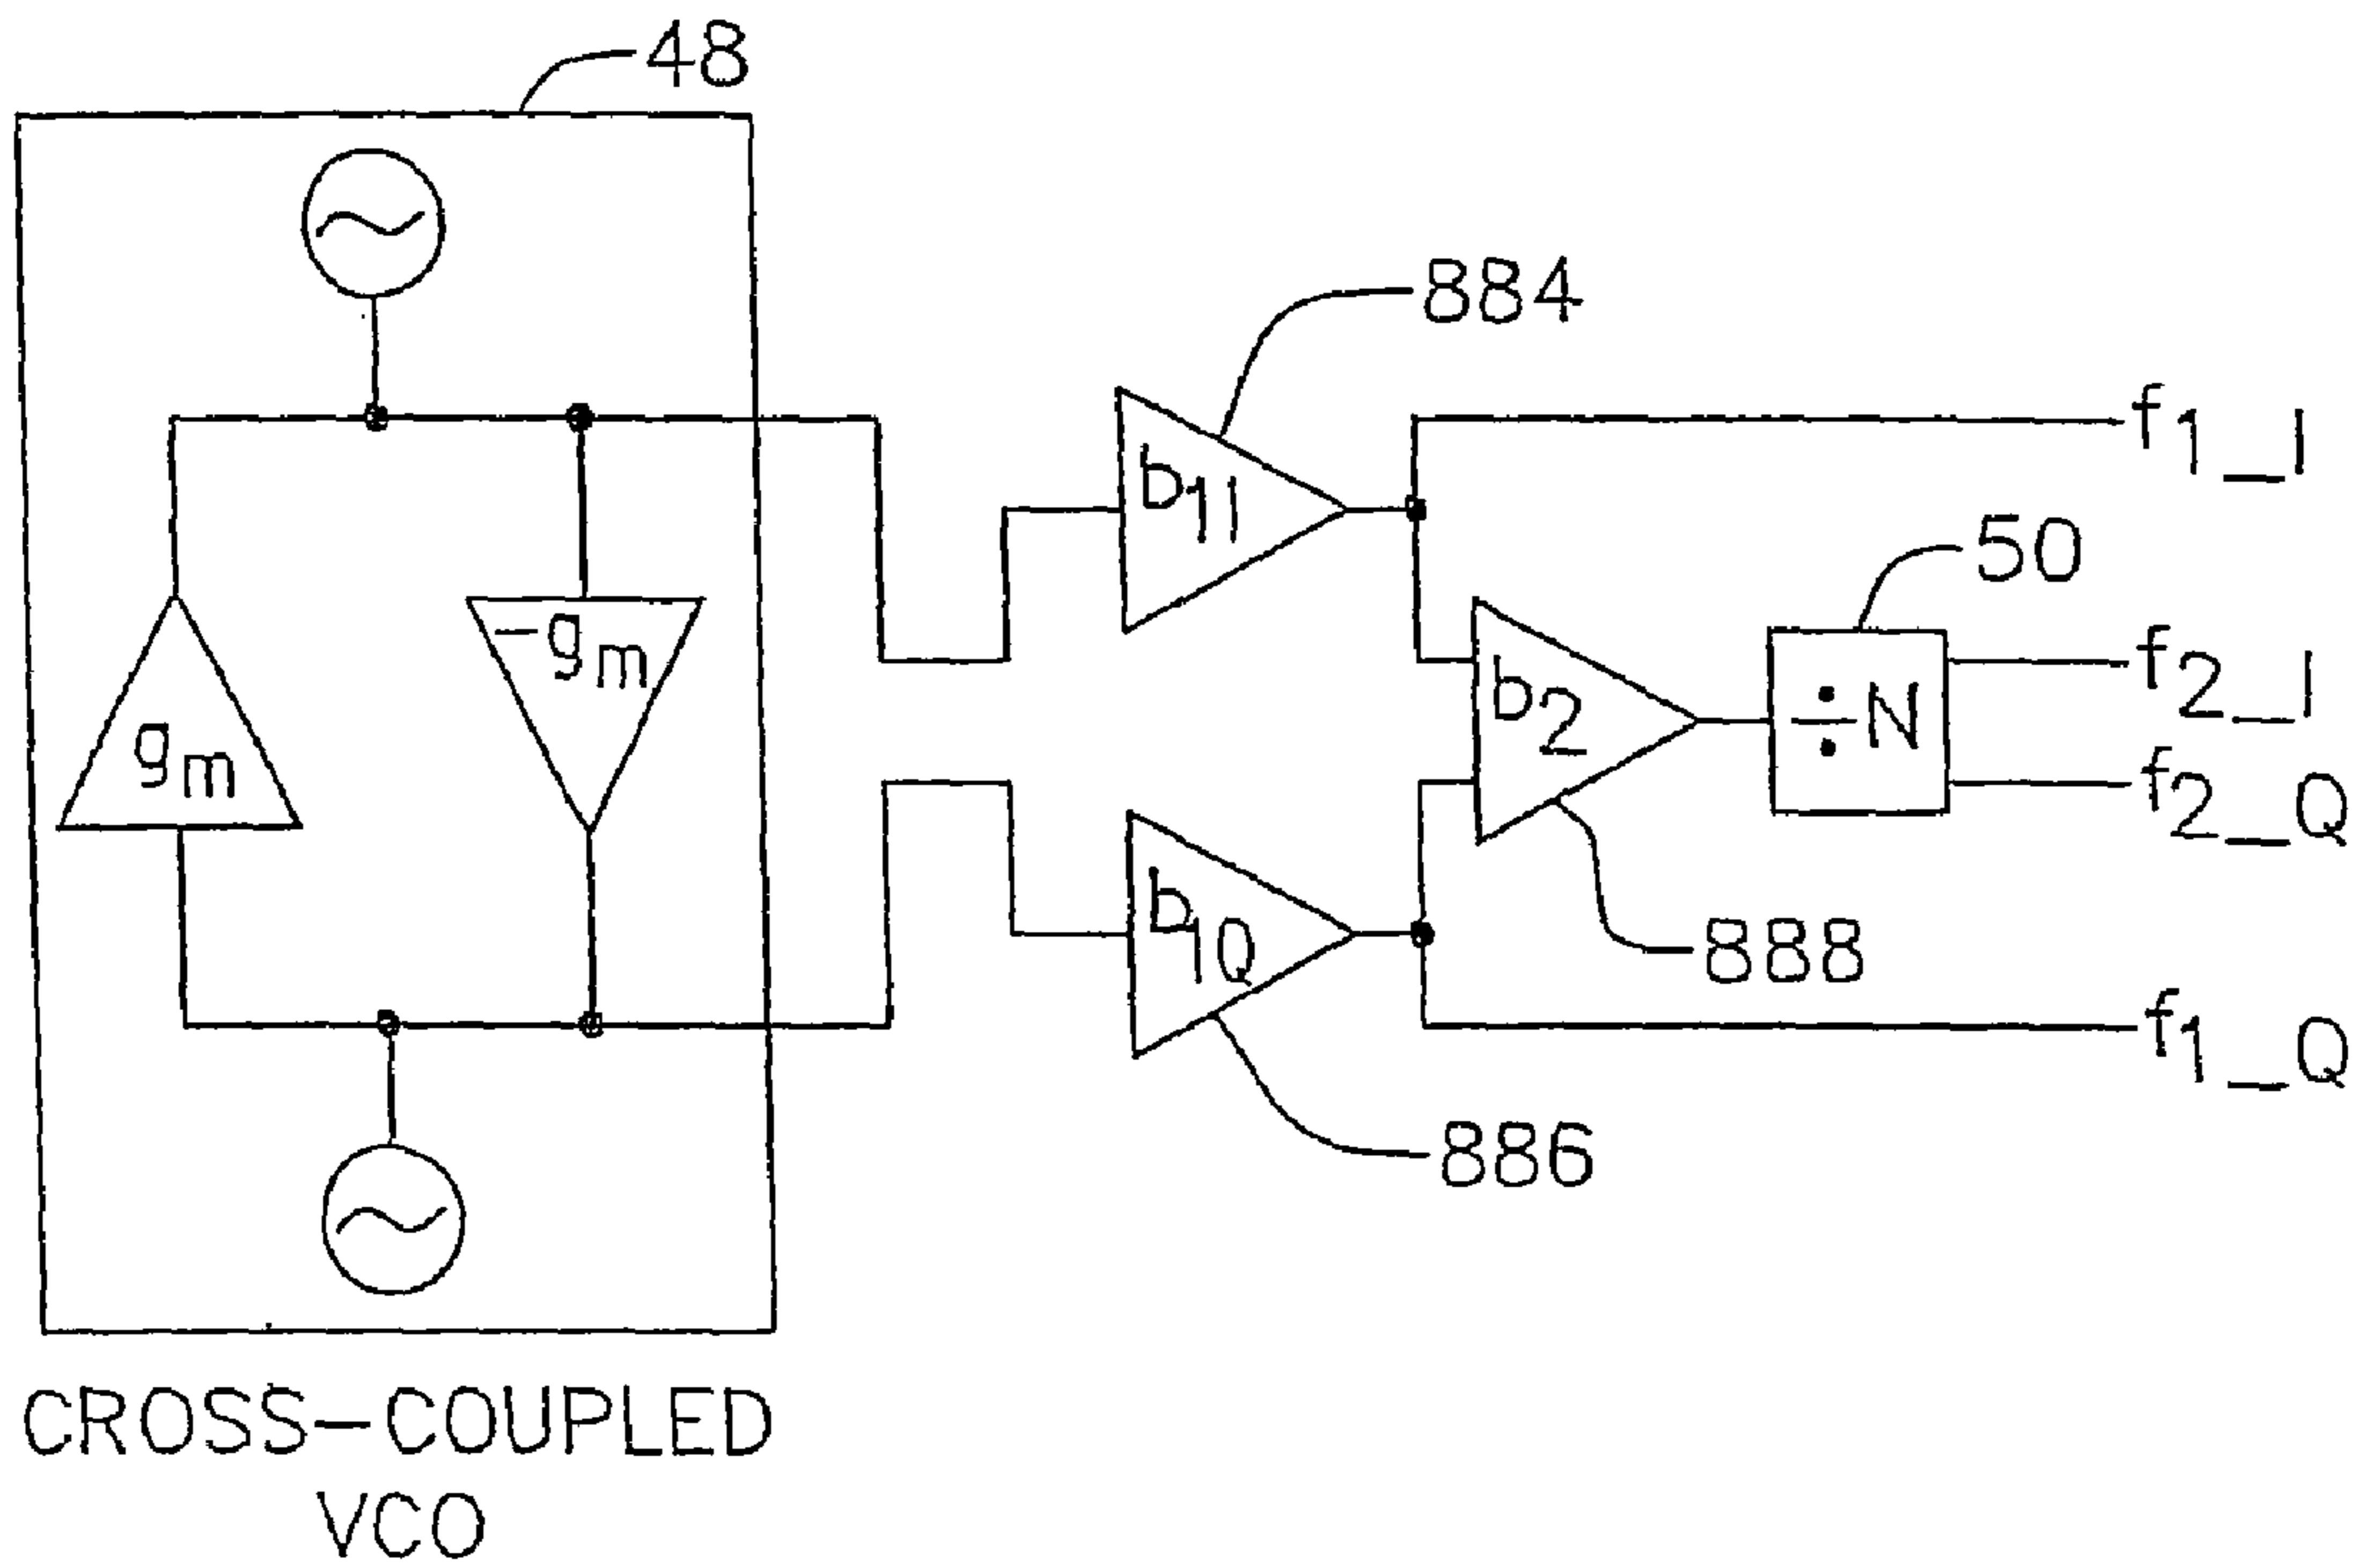 48
884
f1_I
50
-gm
b1I
f2_I
b2
÷N
gm
f2_Q
b1Q
888
f1_Q
886
CROSS-COUPLED
VCO